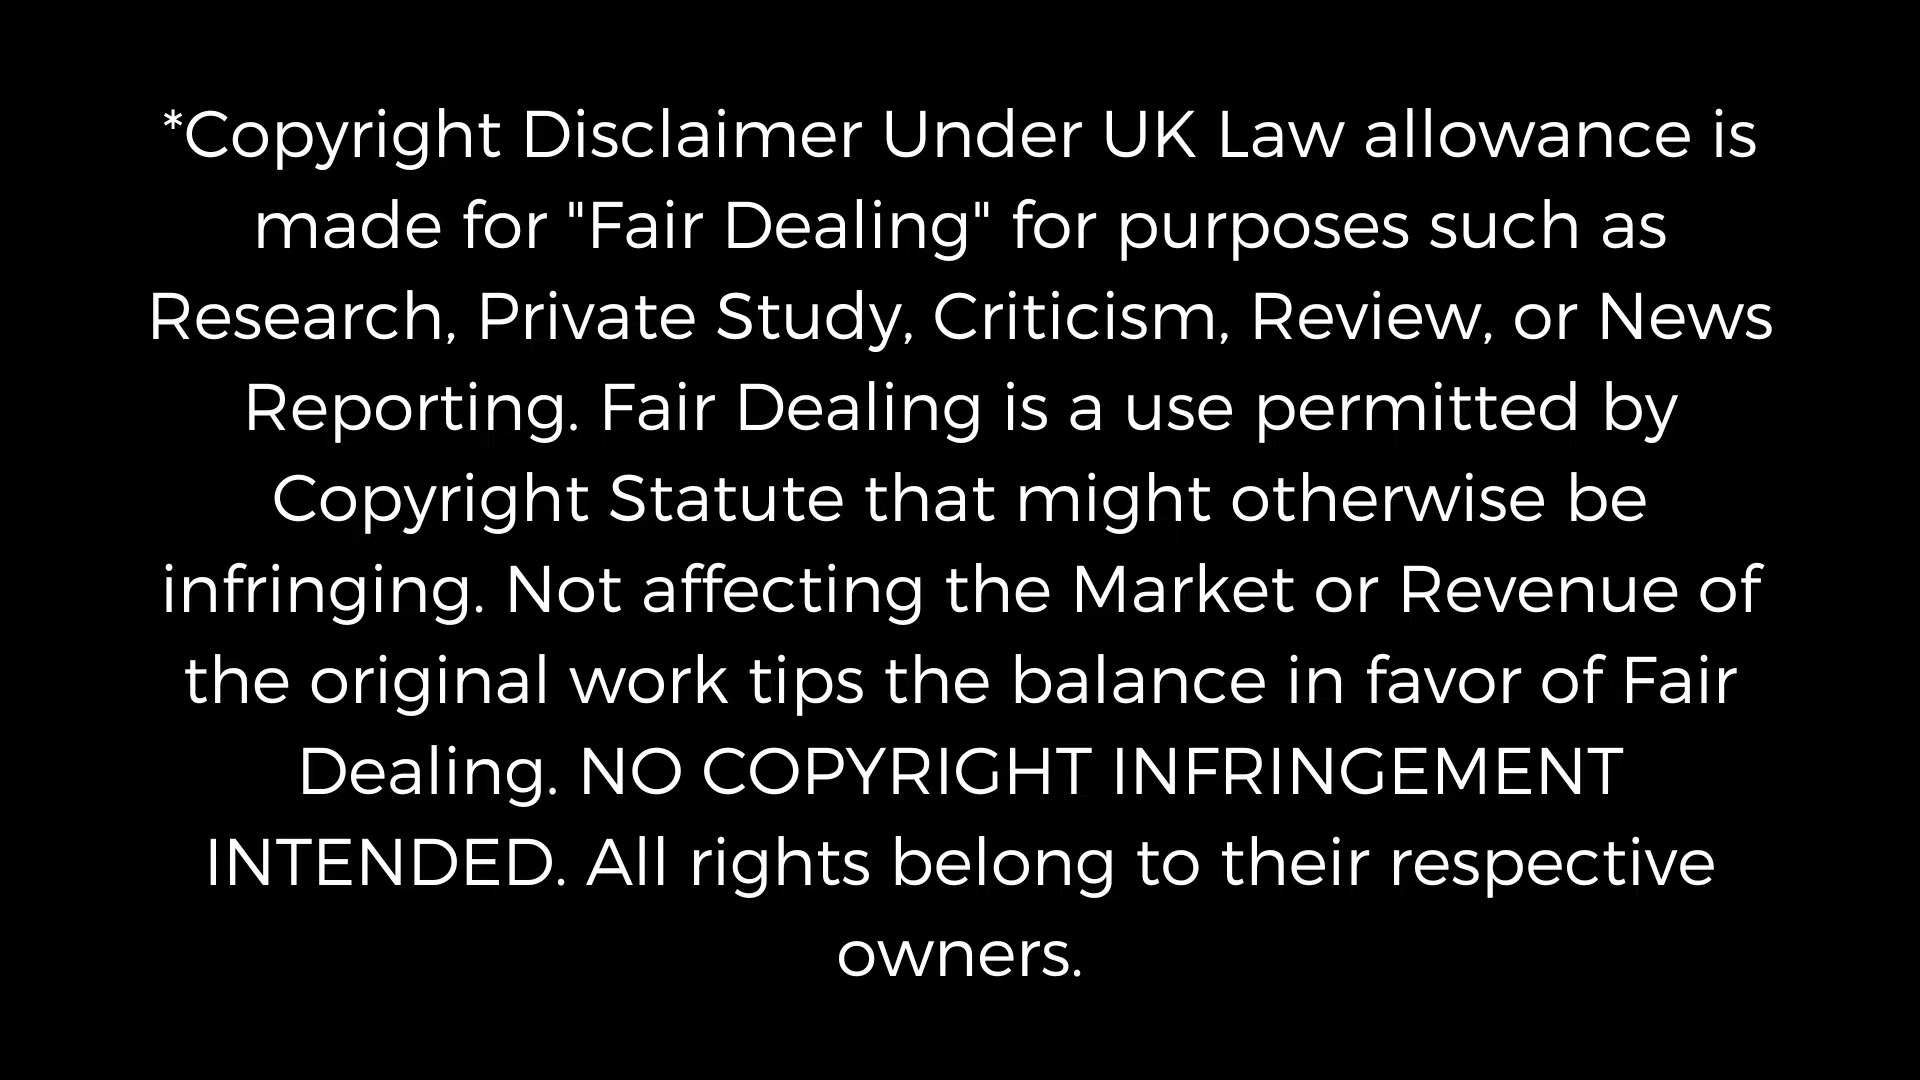 *Copyright Disclaimer Under UK Law allowance is
made for "Fair Dealing" for purposes such as
Research, Private Study, Criticism, Review, or News
Reporting. Fair Dealing is a use permitted by
Copyright Statute that might otherwise be
infringing. Not affecting the Market or Revenue of
the original work tips the balance in favor of Fair
Dealing. NO COPYRIGHT INFRINGEMENT
INTENDED. All rights belong to their respective
owners.